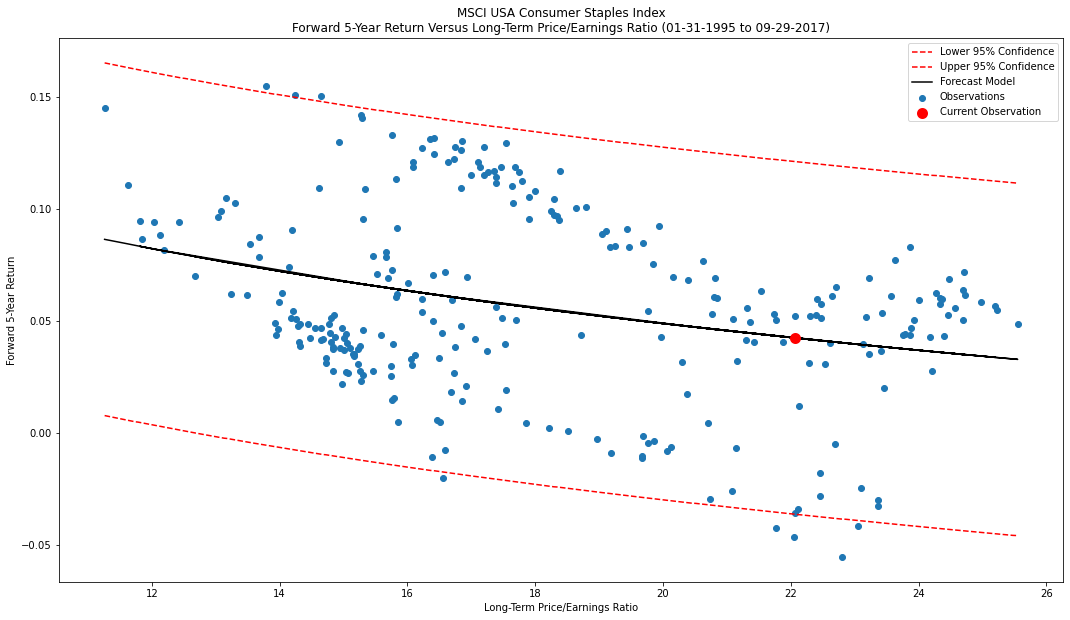 MSCI USA Consumer Staples Index
Forward 5-Year Return Versus Long-Term Price/Earnings Ratio (01-31-1995 to 09-29-2017)
Lower 95% Confidence
Upper 95% Confidence
Forecast Model
Observations
Current Observation
Forward 5-Year Return
0.15
0.10
0.05
0.00
−0.05
12 14 16 18 20 22 24 26
Long-Term Price/Earnings Ratio